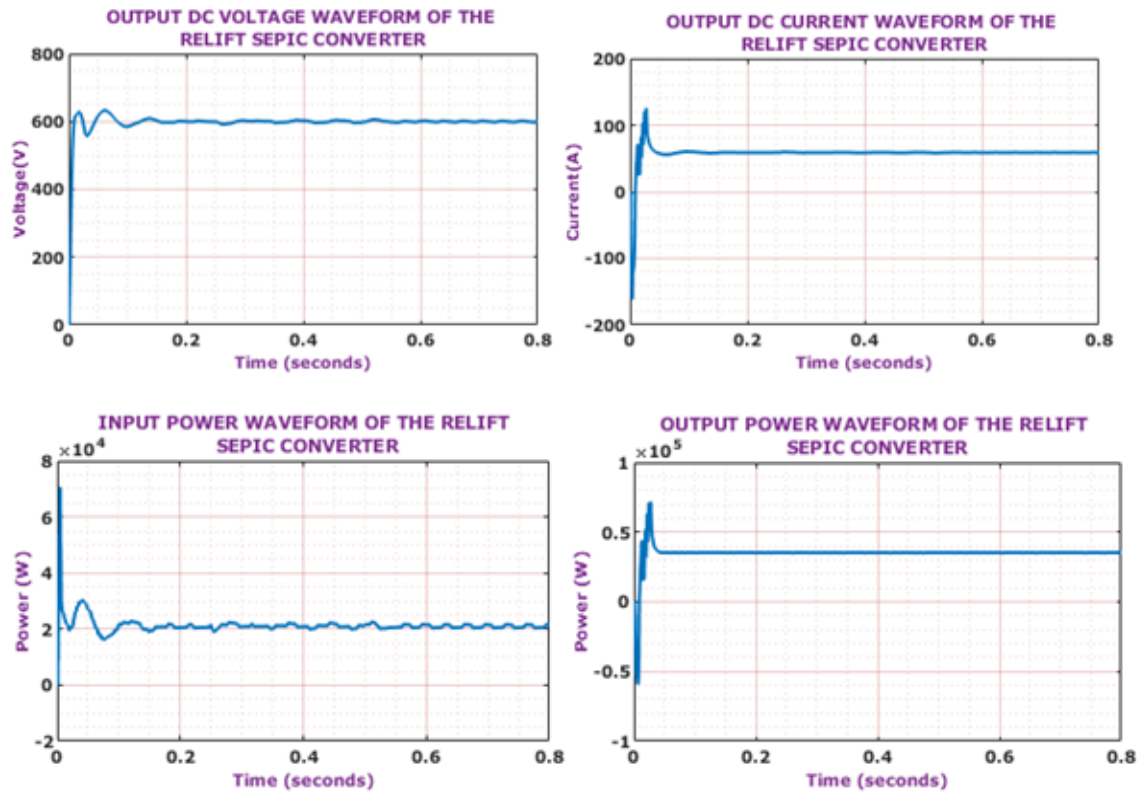 OUTPUT DC VOLTAGE WAVEFORM OF THE
RELIFT SEPIC CONVERTER
800
600
400
200
0
Voltage(V)
0
0.2
0.4
0.6
0.8
Time (seconds)
OUTPUT DC CURRENT WAVEFORM OF THE
RELIFT SEPIC CONVERTER
200
100
0
-100
-200
Current(A)
0
0.2
0.4
0.6
0.8
Time (seconds)
INPUT POWER WAVEFORM OF THE RELIFT
SEPIC CONVERTER
×10^4
8
6
4
2
0
-2
Power (W)
0
0.2
0.4
0.6
0.8
Time (seconds)
OUTPUT POWER WAVEFORM OF THE RELIFT
SEPIC CONVERTER
×10^5
1
0.5
0
-0.5
-1
Power (W)
0
0.2
0.4
0.6
0.8
Time (seconds)